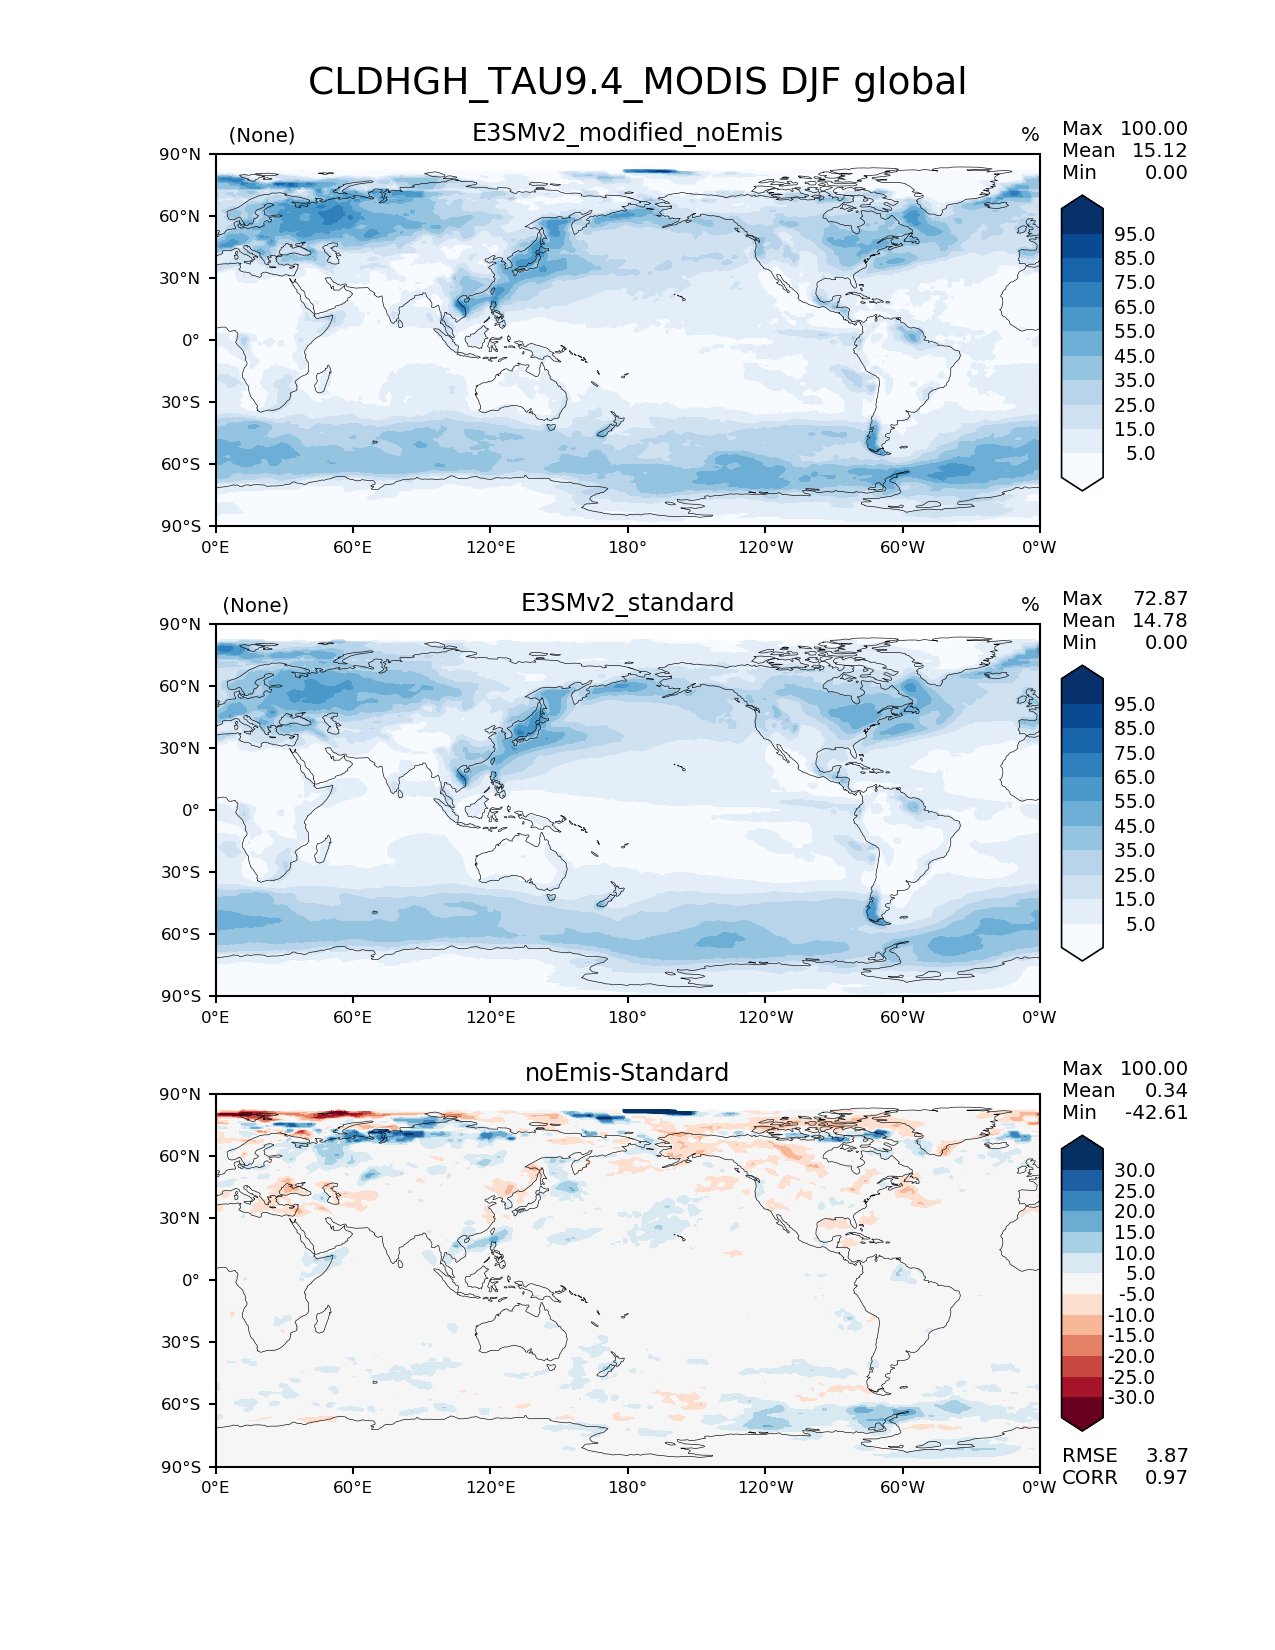 CLDHGH_TAU9.4_MODIS DJF global
(None) E3SMv2_modified_noEmis %
Max 100.00
Mean 15.12
Min 0.00
90°N
60°N
30°N
0°
30°S
60°S
90°S
0°E 60°E 120°E 180° 120°W 60°W 0°W
95.0
85.0
75.0
65.0
55.0
45.0
35.0
25.0
15.0
5.0
(None) E3SMv2_standard %
Max 72.87
Mean 14.78
Min 0.00
90°N
60°N
30°N
0°
30°S
60°S
90°S
0°E 60°E 120°E 180° 120°W 60°W 0°W
95.0
85.0
75.0
65.0
55.0
45.0
35.0
25.0
15.0
5.0
noEmis-Standard
Max 100.00
Mean 0.34
Min -42.61
90°N
60°N
30°N
0°
30°S
60°S
90°S
0°E 60°E 120°E 180° 120°W 60°W 0°W
30.0
25.0
20.0
15.0
10.0
5.0
-5.0
-10.0
-15.0
-20.0
-25.0
-30.0
RMSE 3.87
CORR 0.97